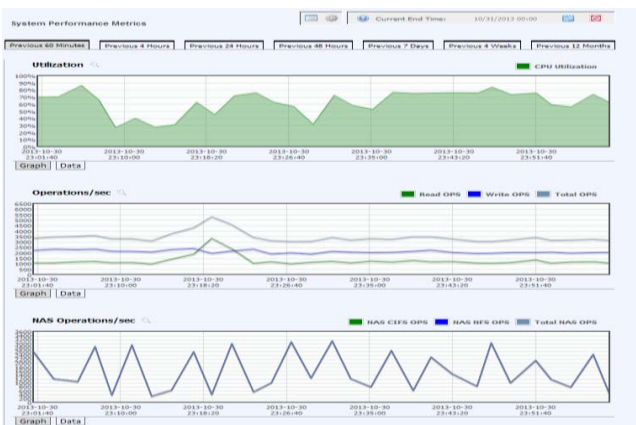 System Performance Metrics
Current End Time: 10/31/2013 00:00
Previous 60 Minutes Previous 4 Hours Previous 24 Hours Previous 48 Hours Previous 7 Days Previous 4 Weeks Previous 12 Months
Utilization CPU Utilization
100%
90%
80%
70%
60%
50%
40%
30%
20%
10%
0%
2013-10-30 2013-10-30 2013-10-30 2013-10-30 2013-10-30 2013-10-30 2013-10-30
23:01:40 23:10:00 23:18:20 23:26:40 23:35:00 23:43:20 23:51:40
Graph Data
Operations/sec Read OPS Write OPS Total OPS
6500
6000
5500
5000
4500
4000
3500
3000
2500
2000
1500
1000
500
0
2013-10-30 2013-10-30 2013-10-30 2013-10-30 2013-10-30 2013-10-30 2013-10-30
23:01:40 23:10:00 23:18:20 23:26:40 23:35:00 23:43:20 23:51:40
Graph Data
NAS Operations/sec NAS CIFS OPS NAS NFS OPS Total NAS OPS
2013-10-30 2013-10-30 2013-10-30 2013-10-30 2013-10-30 2013-10-30 2013-10-30
23:01:40 23:10:00 23:18:20 23:26:40 23:35:00 23:43:20 23:51:40
Graph Data